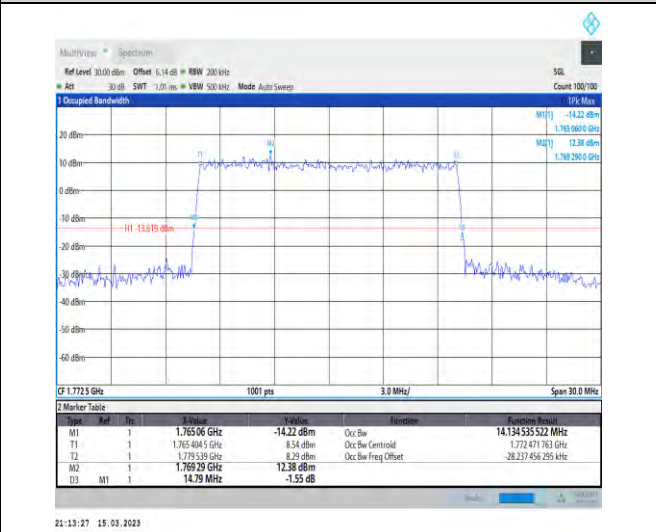 MultiView Spectrum
Ref Level 30.00 dBm Offset 6.14 dB RBW 200 kHz SGL
Att 30 dB SWT 1.01 ms VBW 500 kHz Mode Auto Sweep Count 100/100
1 Occupied Bandwidth 1Pk Max
M1[1] -14.22 dBm
1.765 060 0 GHz
20 dBm M2[1] 12.38 dBm
1.769 290 0 GHz
M2
T1
10 dBm
0 dBm
-10 dBm
H1 -13.619 dBm
-20 dBm
-30 dBm
-40 dBm
-50 dBm
-60 dBm
CF 1.772 5 GHz 1001 pts 3.0 MHz/ Span 30.0 MHz
2 Marker Table
Type Ref Trc X-Value Y-Value Function Function Result
M1 1 1.765 06 GHz -14.22 dBm Occ Bw 14.134 535 522 MHz
T1 1 1.765 404 5 GHz 8.54 dBm Occ Bw Centroid 1.772 471 763 GHz
T2 1 1.779 539 GHz 8.29 dBm Occ Bw Freq Offset -28.237 456 295 kHz
M2 1 1.769 29 GHz 12.38 dBm
D3 M1 1 14.79 MHz -1.55 dB
21:13:27 15.03.2023